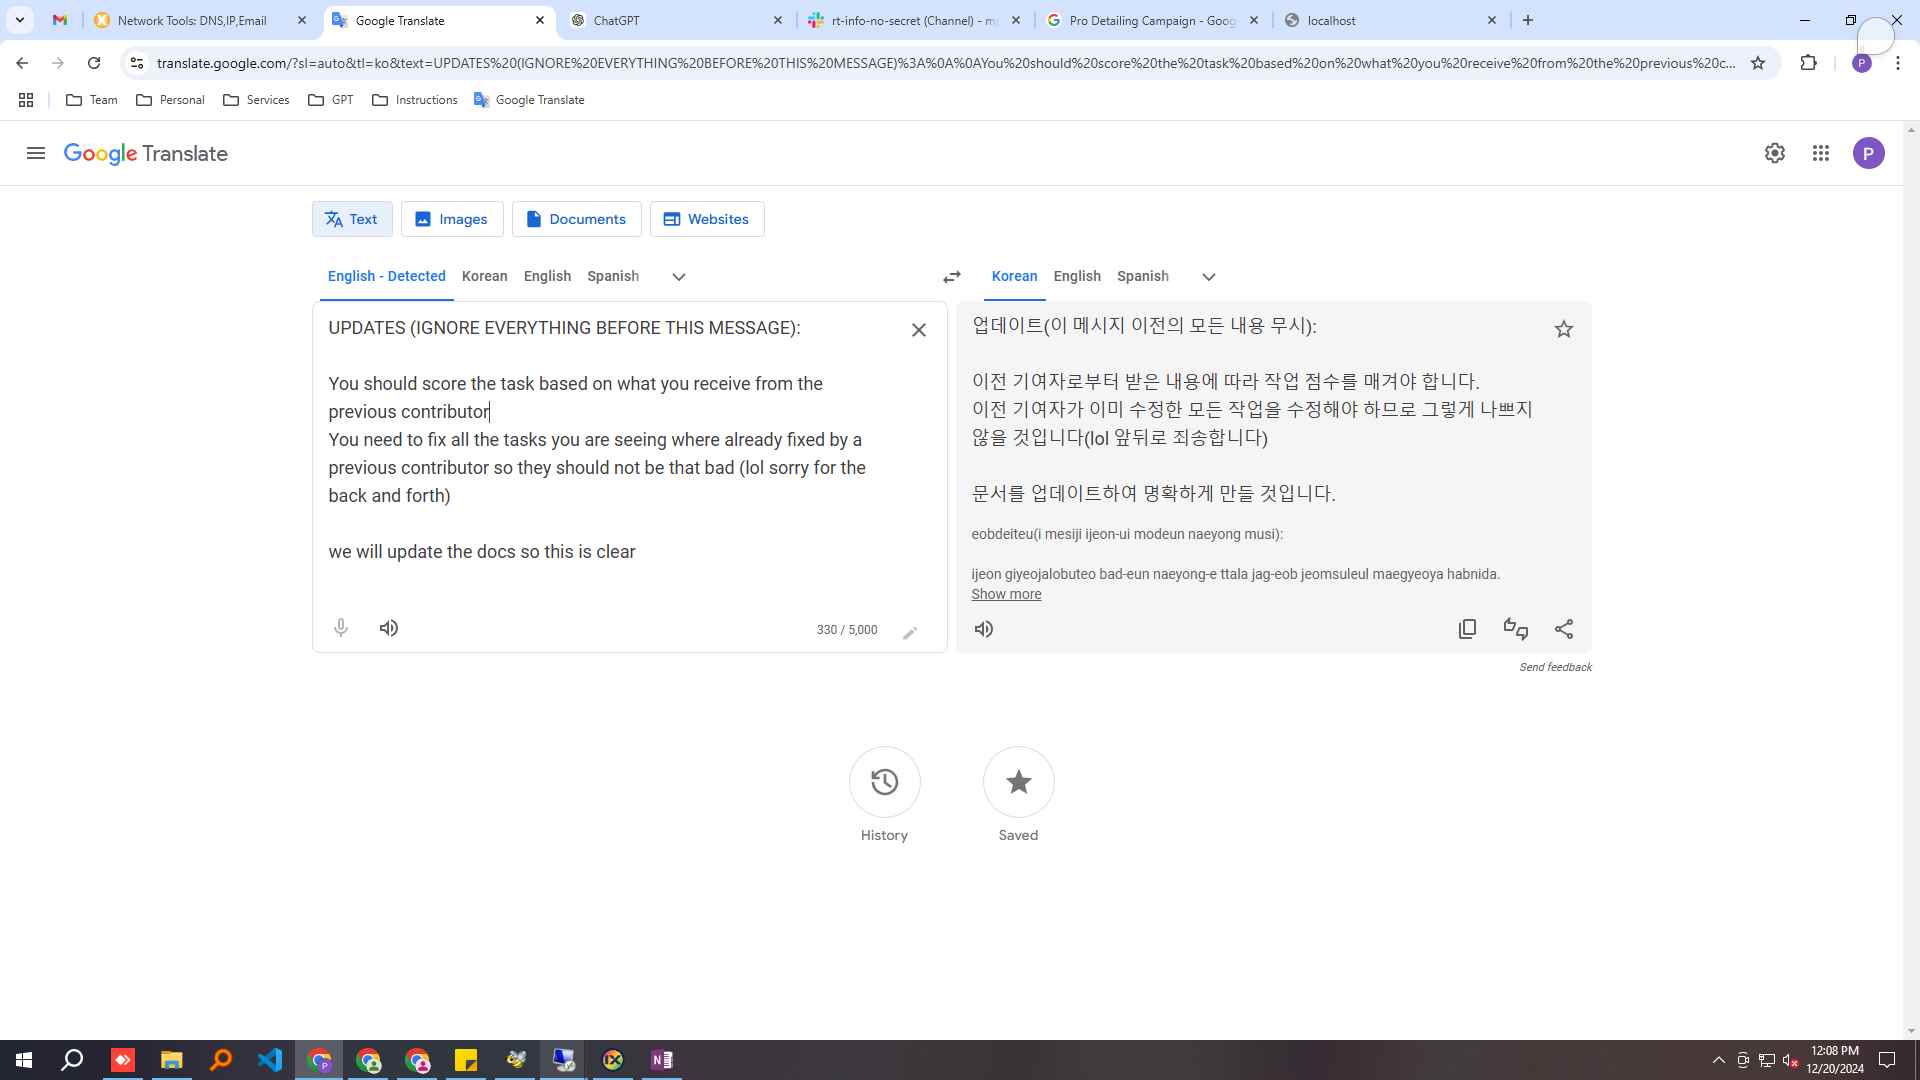 Network Tools: DNS,IP,Email
Google Translate
ChatGPT
rt-info-no-secret (Channel) - m
Pro Detailing Campaign - Goog
localhost
translate.google.com/?sl=auto&tl=ko&text=UPDATES%20(IGNORE%20EVERYTHING%20BEFORE%20THIS%20MESSAGE)%3A%0A%0AYou%20should%20score%20the%20task%20based%20on%20what%20you%20receive%20from%20the%20previous%20c...
P
Team
Personal
Services
GPT
Instructions
Google Translate
Google Translate
P
Text
Images
Documents
Websites
English - Detected
Korean
English
Spanish
Korean
English
Spanish
UPDATES (IGNORE EVERYTHING BEFORE THIS MESSAGE):
You should score the task based on what you receive from the
previous contributor
You need to fix all the tasks you are seeing where already fixed by a
previous contributor so they should not be that bad (lol sorry for the
back and forth)
we will update the docs so this is clear
330 / 5,000
업데이트(이 메시지 이전의 모든 내용 무시):
이전 기여자로부터 받은 내용에 따라 작업 점수를 매겨야 합니다.
이전 기여자가 이미 수정한 모든 작업을 수정해야 하므로 그렇게 나쁘지
않을 것입니다(lol 앞뒤로 죄송합니다)
문서를 업데이트하여 명확하게 만들 것입니다.
eobdeiteu(i mesiji ijeon-ui modeun naeyong musi):
ijeon giyeojalobuteo bad-eun naeyong-e ttala jag-eob jeomsuleul maegyeoya habnida.
Show more
Send feedback
History
Saved
12:08 PM
12/20/2024